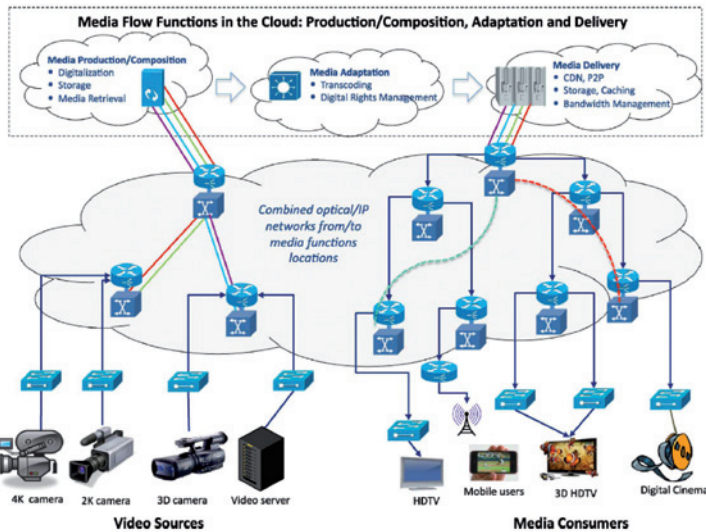 Media Flow Functions in the Cloud: Production/Composition, Adaptation and Delivery
Media Production/Composition
• Digitalization
• Storage
• Media Retrieval
Media Adaptation
• Transcoding
• Digital Rights Management
Media Delivery
• CDN, P2P
• Storage, Caching
• Bandwidth Management
Combined optical/IP
networks from/to
media functions
locations
4K camera
2K camera
3D camera
Video server
HDTV
Mobile users
3D HDTV
Digital Cinema
Video Sources
Media Consumers